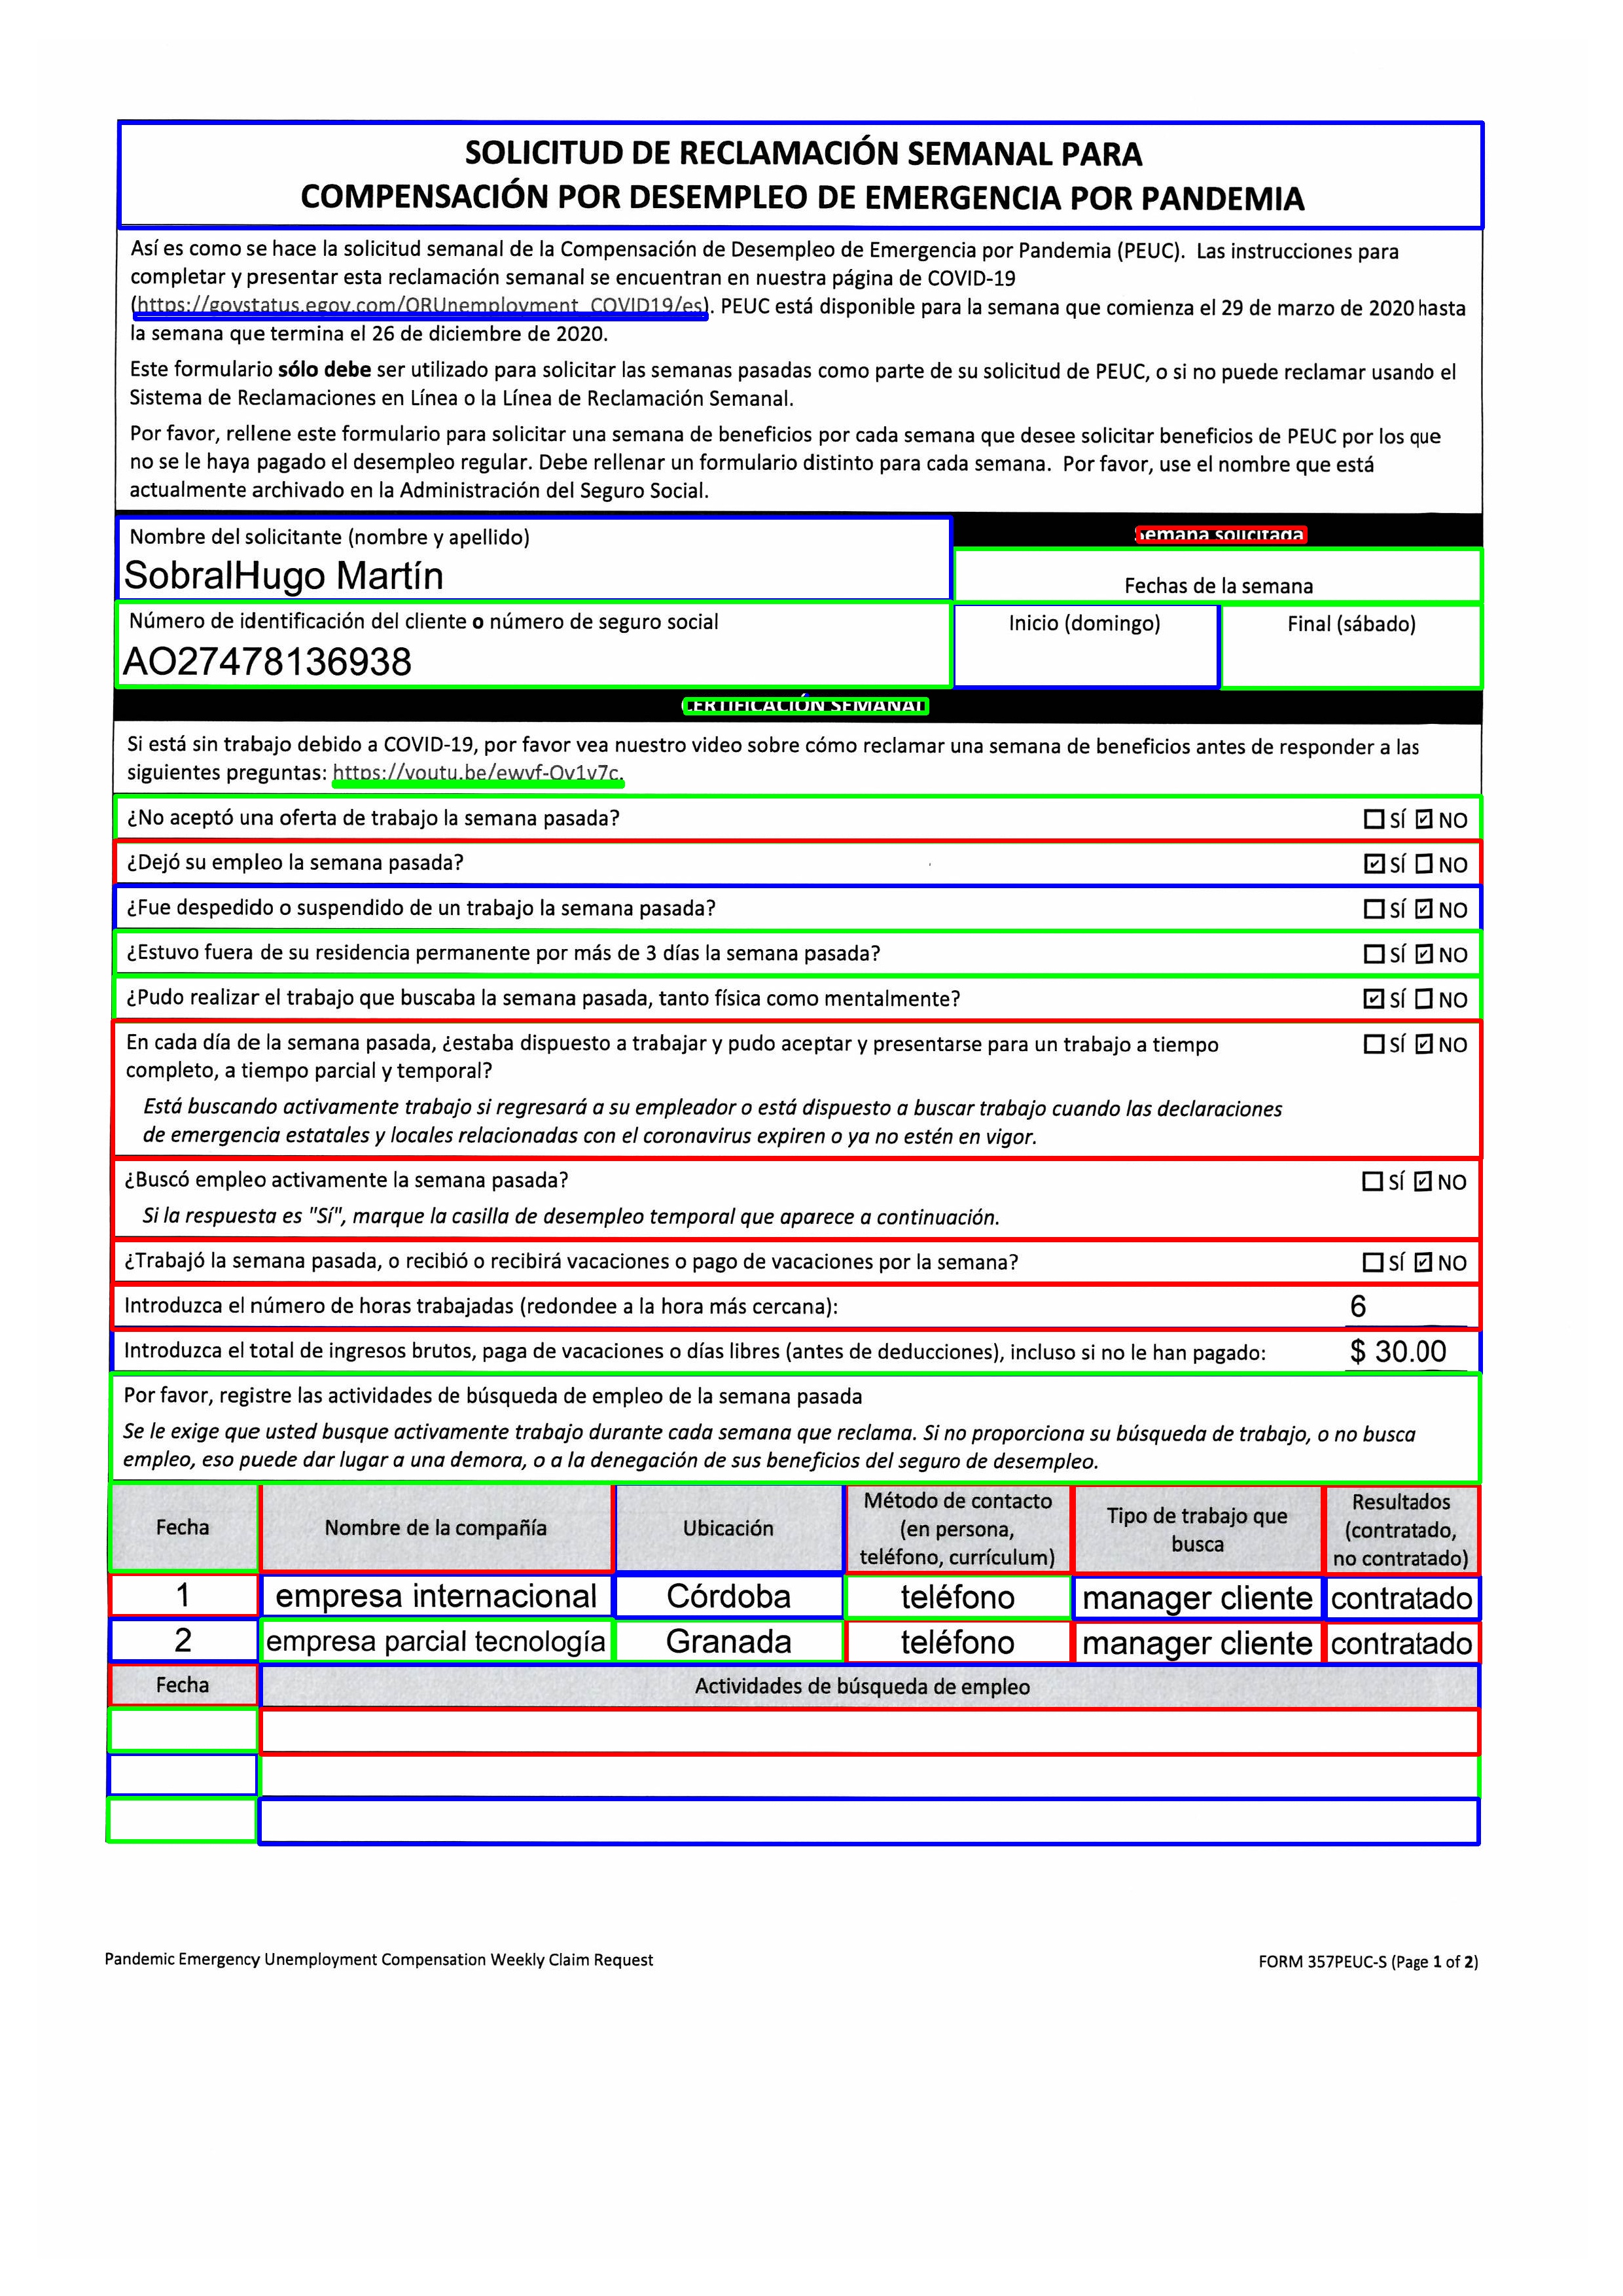 SOLICITUD DE RECLAMACIÓN SEMANAL PARA
COMPENSACIÓN POR DESEMPLEO DE EMERGENCIA POR PANDEMIA
Así es como se hace la solicitud semanal de la Compensación de Desempleo de Emergencia por Pandemia (PEUC). Las instrucciones para
completar y presentar esta reclamación semanal se encuentran en nuestra página de COVID-19
(https://govstatus.egov.com/ORUnemployment_COVID19/es). PEUC está disponible para la semana que comienza el 29 de marzo de 2020 hasta
la semana que termina el 26 de diciembre de 2020.
Este formulario sólo debe ser utilizado para solicitar las semanas pasadas como parte de su solicitud de PEUC, o si no puede reclamar usando el
Sistema de Reclamaciones en Línea o la Línea de Reclamación Semanal.
Por favor, rellene este formulario para solicitar una semana de beneficios por cada semana que desee solicitar beneficios de PEUC por los que
no se le haya pagado el desempleo regular. Debe rellenar un formulario distinto para cada semana. Por favor, use el nombre que está
actualmente archivado en la Administración del Seguro Social.
Nombre del solicitante (nombre y apellido)
SobralHugo Martín
Semana solicitada
Fechas de la semana
Número de identificación del cliente o número de seguro social
AO27478136938
Inicio (domingo) Final (sábado)
CERTIFICACIÓN SEMANAL
Si está sin trabajo debido a COVID-19, por favor vea nuestro video sobre cómo reclamar una semana de beneficios antes de responder a las
siguientes preguntas: https://youtu.be/ewvf-Ov1v7c.
¿No aceptó una oferta de trabajo la semana pasada? ☐ SÍ ☑ NO
¿Dejó su empleo la semana pasada? ☑ SÍ ☐ NO
¿Fue despedido o suspendido de un trabajo la semana pasada? ☐ SÍ ☑ NO
¿Estuvo fuera de su residencia permanente por más de 3 días la semana pasada? ☐ SÍ ☑ NO
¿Pudo realizar el trabajo que buscaba la semana pasada, tanto física como mentalmente? ☑ SÍ ☐ NO
En cada día de la semana pasada, ¿estaba dispuesto a trabajar y pudo aceptar y presentarse para un trabajo a tiempo ☐ SÍ ☑ NO
completo, a tiempo parcial y temporal?
Está buscando activamente trabajo si regresará a su empleador o está dispuesto a buscar trabajo cuando las declaraciones
de emergencia estatales y locales relacionadas con el coronavirus expiren o ya no estén en vigor.
¿Buscó empleo activamente la semana pasada? ☐ SÍ ☑ NO
Si la respuesta es "Sí", marque la casilla de desempleo temporal que aparece a continuación.
¿Trabajó la semana pasada, o recibió o recibirá vacaciones o pago de vacaciones por la semana? ☐ SÍ ☑ NO
Introduzca el número de horas trabajadas (redondee a la hora más cercana): 6
Introduzca el total de ingresos brutos, paga de vacaciones o días libres (antes de deducciones), incluso si no le han pagado: $ 30.00
Por favor, registre las actividades de búsqueda de empleo de la semana pasada
Se le exige que usted busque activamente trabajo durante cada semana que reclama. Si no proporciona su búsqueda de trabajo, o no busca
empleo, eso puede dar lugar a una demora, o a la denegación de sus beneficios del seguro de desempleo.
Fecha
Nombre de la compañía
Ubicación
Método de contacto
(en persona,
teléfono, currículum)
Tipo de trabajo que
busca
Resultados
(contratado,
no contratado)
1 empresa internacional Córdoba teléfono manager cliente contratado
2 empresa parcial tecnología Granada teléfono manager cliente contratado
Fecha Actividades de búsqueda de empleo
Pandemic Emergency Unemployment Compensation Weekly Claim Request FORM 357PEUC-S (Page 1 of 2)